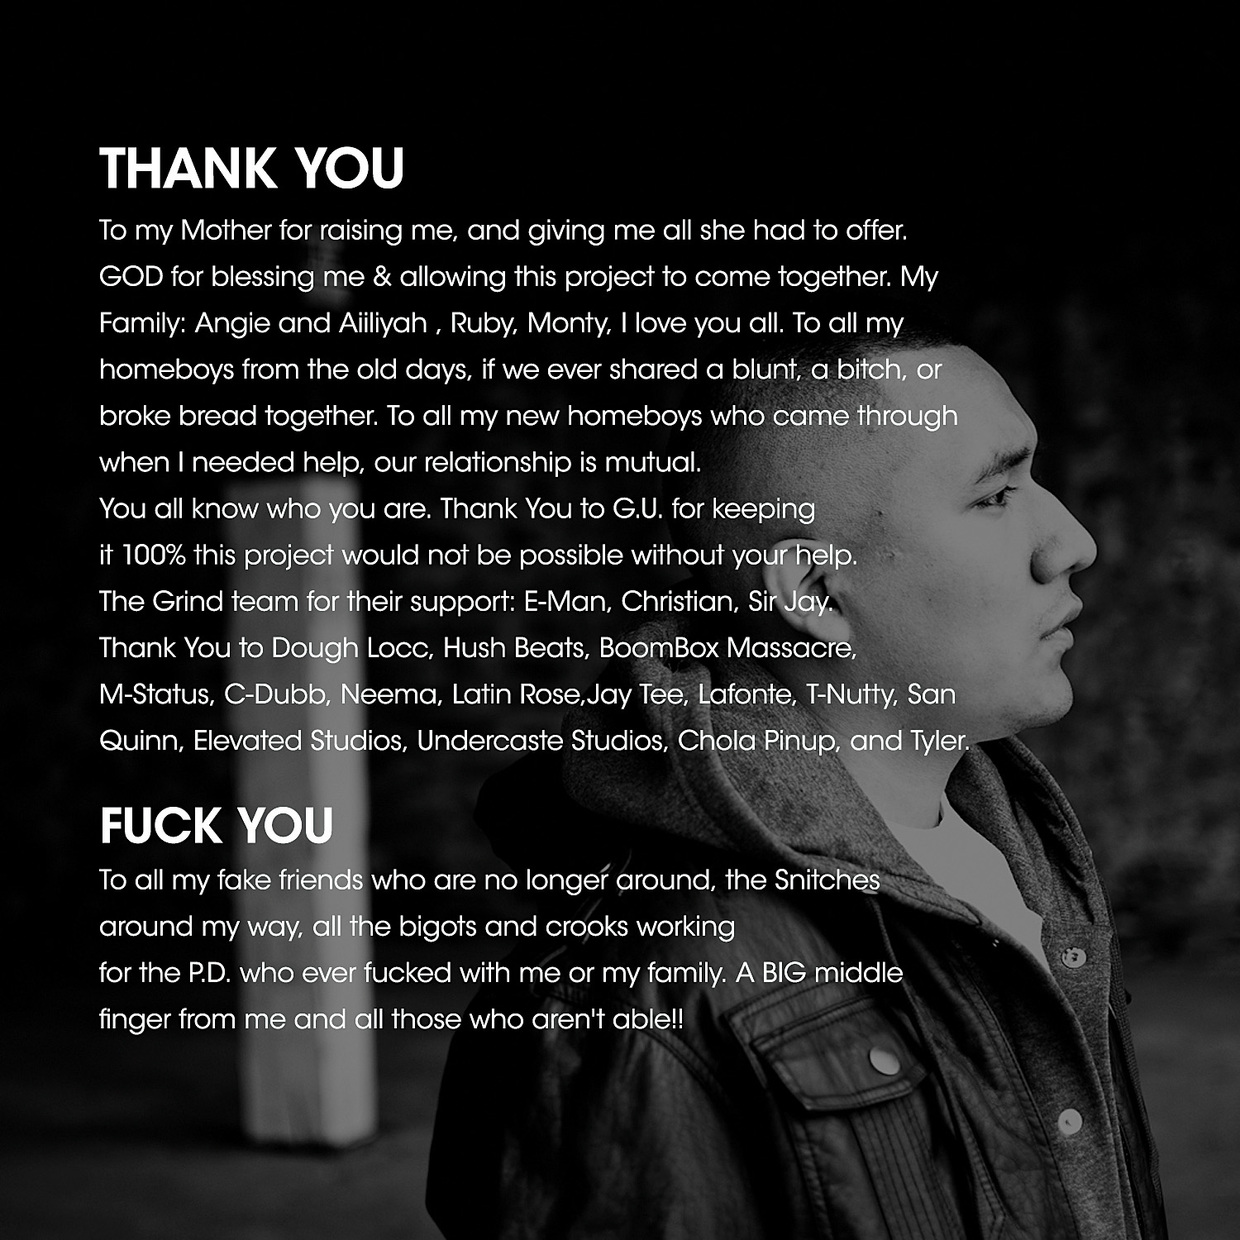 THANK YOU
To my Mother for raising me, and giving me all she had to offer.
GOD for blessing me & allowing this project to come together. My
Family: Angie and Aiiliyah , Ruby, Monty, I love you all. To all my
homeboys from the old days, if we ever shared a blunt, a bitch, or
broke bread together. To all my new homeboys who came through
when I needed help, our relationship is mutual.
You all know who you are. Thank You to G.U. for keeping
it 100% this project would not be possible without your help.
The Grind team for their support: E-Man, Christian, Sir Jay.
Thank You to Dough Locc, Hush Beats, BoomBox Massacre,
M-Status, C-Dubb, Neema, Latin Rose,Jay Tee, Lafonte, T-Nutty, San
Quinn, Elevated Studios, Undercaste Studios, Chola Pinup, and Tyler.
FUCK YOU
To all my fake friends who are no longer around, the Snitches
around my way, all the bigots and crooks working
for the P.D. who ever fucked with me or my family. A BIG middle
finger from me and all those who aren't able!!